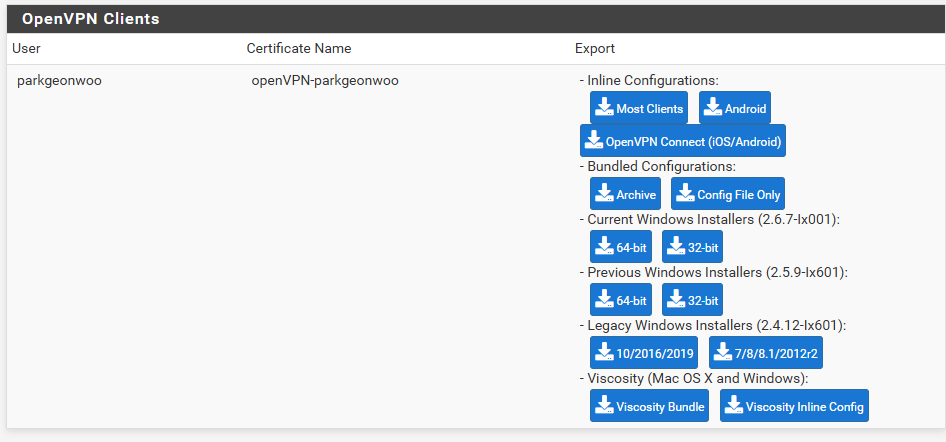 OpenVPN Clients
User Certificate Name Export
parkgeonwoo openVPN-parkgeonwoo - Inline Configurations:
Most Clients Android
OpenVPN Connect (iOS/Android)
- Bundled Configurations:
Archive Config File Only
- Current Windows Installers (2.6.7-Ix001):
64-bit 32-bit
- Previous Windows Installers (2.5.9-Ix601):
64-bit 32-bit
- Legacy Windows Installers (2.4.12-Ix601):
10/2016/2019 7/8/8.1/2012r2
- Viscosity (Mac OS X and Windows):
Viscosity Bundle Viscosity Inline Config